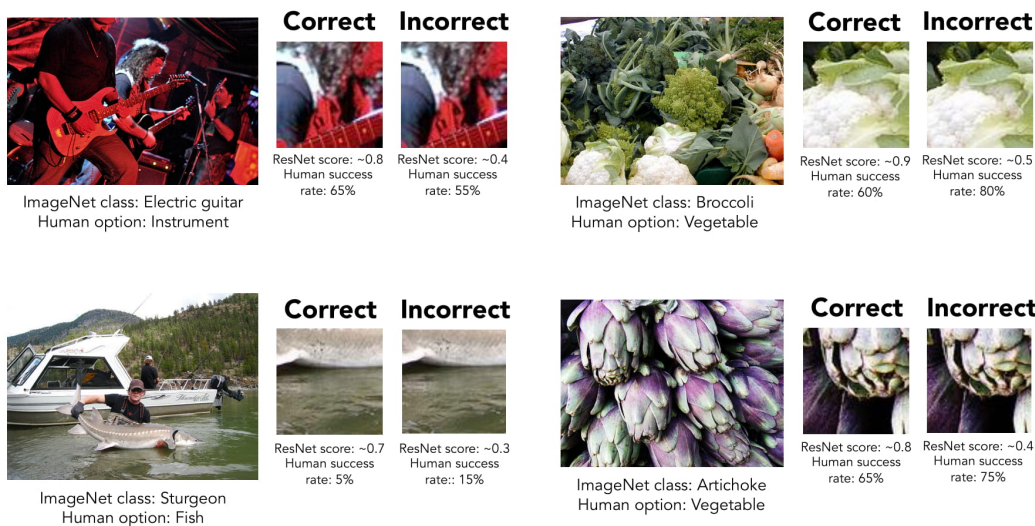 Correct
Incorrect
ResNet score: ~0.8
Human success
rate: 65%
ResNet score: ~0.4
Human success
rate: 55%
ImageNet class: Electric guitar
Human option: Instrument
Correct
Incorrect
ResNet score: ~0.9
Human success
rate: 60%
ResNet score: ~0.5
Human success
rate: 80%
ImageNet class: Broccoli
Human option: Vegetable
Correct
Incorrect
ResNet score: ~0.7
Human success
rate: 5%
ResNet score: ~0.3
Human success
rate:: 15%
ImageNet class: Sturgeon
Human option: Fish
Correct
Incorrect
ResNet score: ~0.8
Human success
rate: 65%
ResNet score: ~0.4
Human success
rate: 75%
ImageNet class: Artichoke
Human option: Vegetable